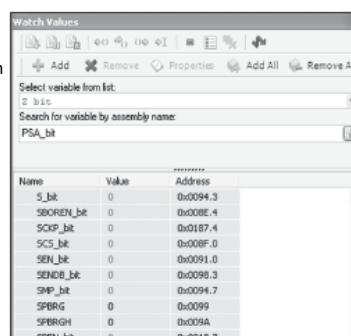 Watch Values
Add Remove Properties Add All Remove A
Select variable from list:
Z bit
Search for variable by assembly name:
PSA_bit
Name Value Address
S_bit 0 0x0094.3
SBOREN_bit 0 0x008E.4
SCKP_bit 0 0x0187.4
SCS_bit 0 0x008F.0
SEN_bit 0 0x0091.0
SENDB_bit 0 0x0098.3
SMP_bit 0 0x0094.7
SPBRG 0 0x0099
SPBRGH 0 0x009A